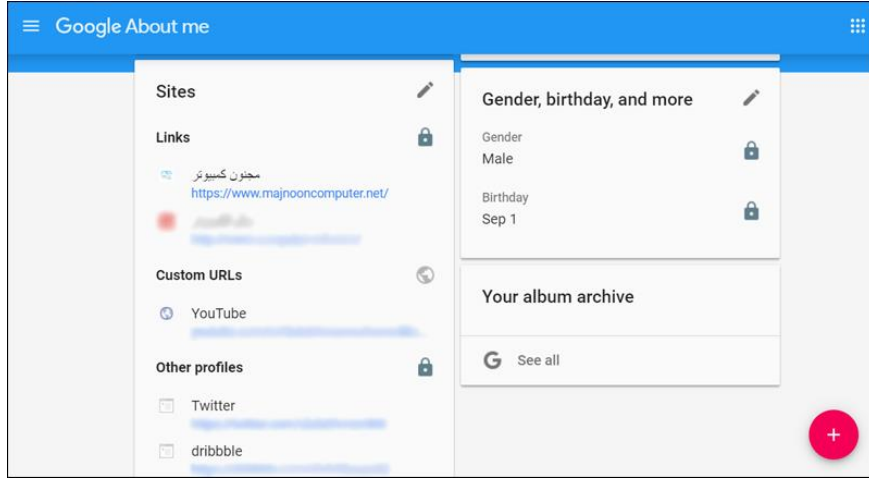 Google About me
Sites
Links
مجنون كمبيوتر
https://www.majnooncomputer.net/
Custom URLs
YouTube
Other profiles
Twitter
dribbble
Gender, birthday, and more
Gender
Male
Birthday
Sep 1
Your album archive
G See all